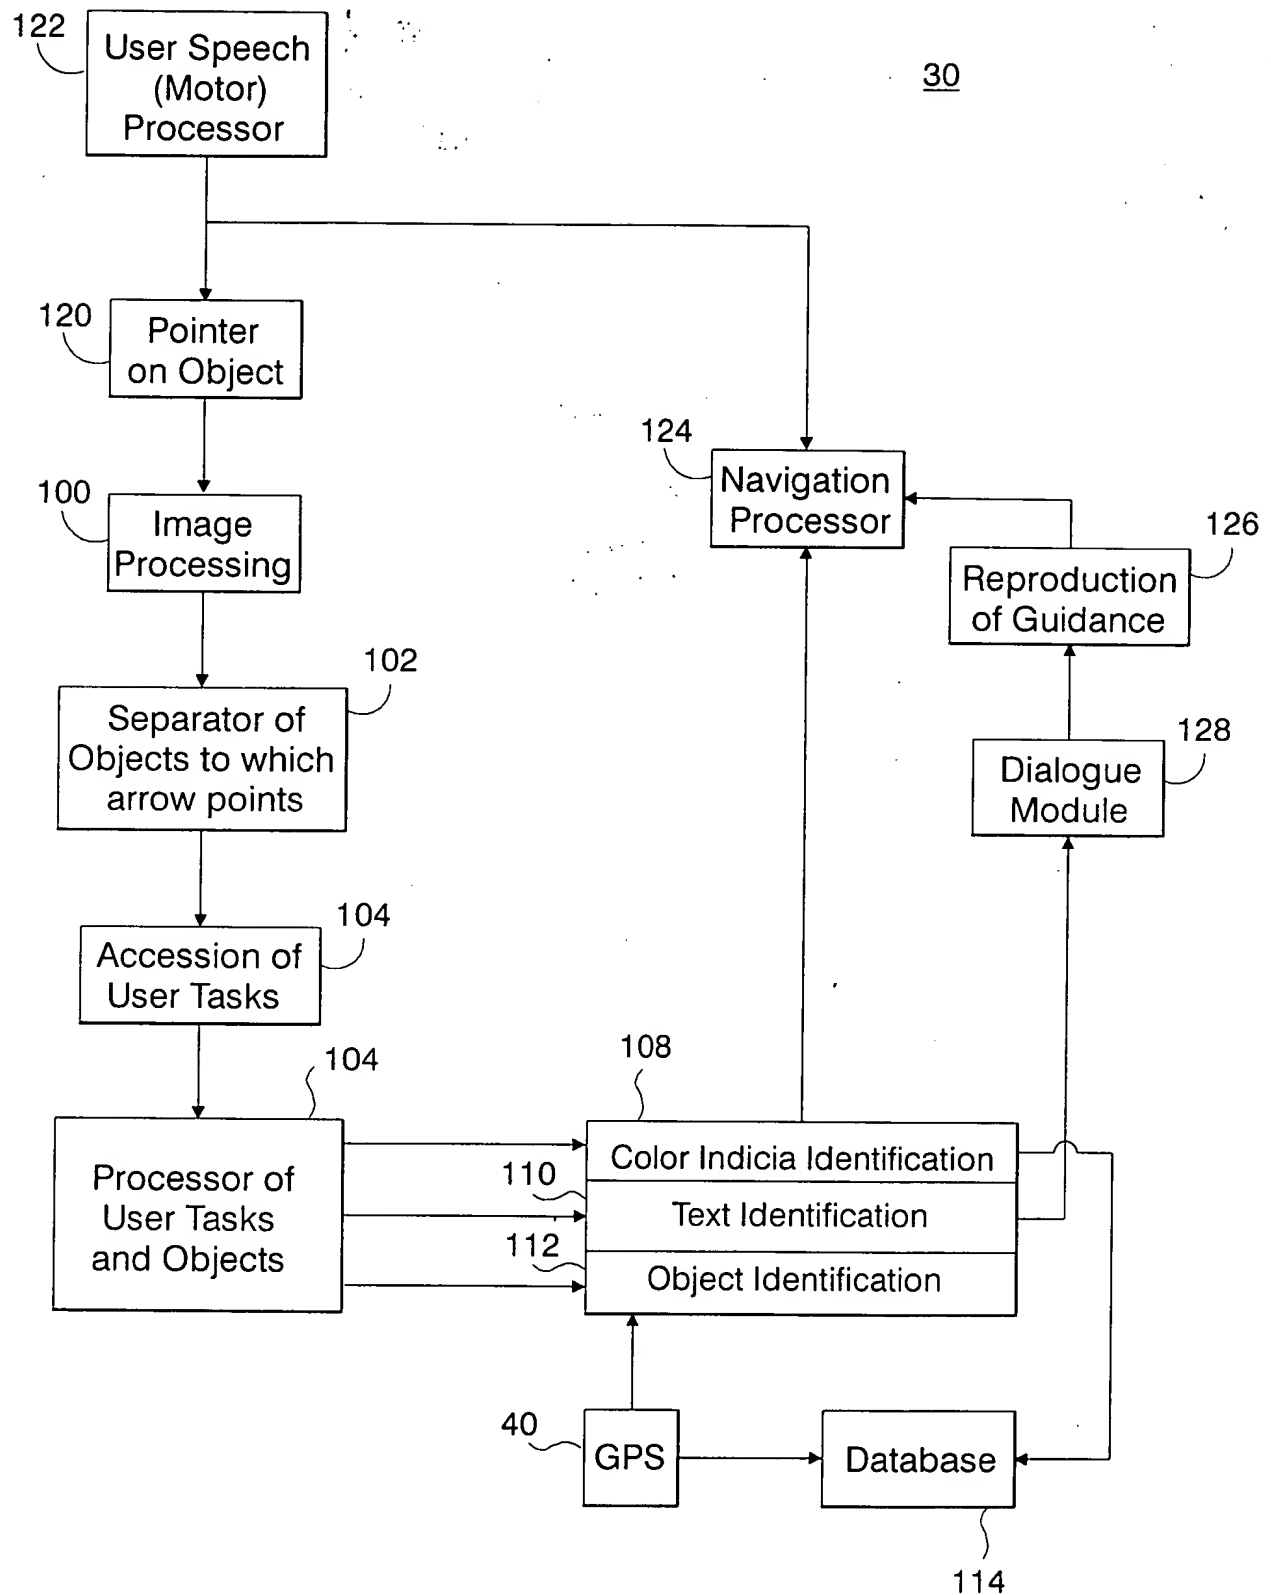 122
User Speech
(Motor)
Processor
30
120
Pointer
on Object
124
Navigation
Processor
100
Image
Processing
126
Reproduction
of Guidance
102
Separator of
Objects to which
arrow points
128
Dialogue
Module
104
Accession of
User Tasks
104
Processor of
User Tasks
and Objects
108
Color Indicia Identification
110
Text Identification
112
Object Identification
40
GPS
Database
114